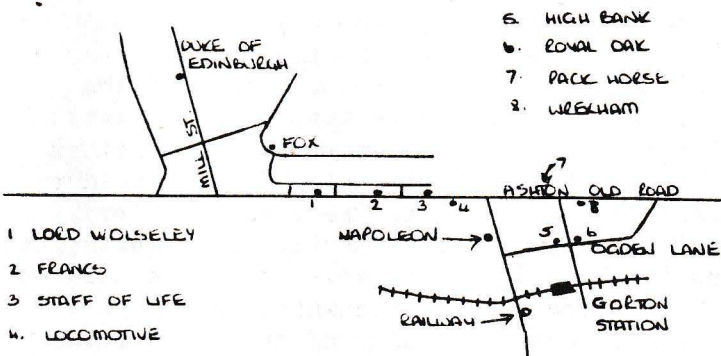 5. HIGH BANK
6. ROYAL OAK
7. PACK HORSE
8. WREXHAM
DUKE OF
EDINBURGH
MILL ST.
FOX
1 2 3 4
7
ASHTON OLD ROAD
8
NAPOLEON
5 6
OGDEN LANE
RAILWAY
GORTON
STATION
1 LORD WOLSELEY
2 FRANCS
3 STAFF OF LIFE
4. LOCOMOTIVE